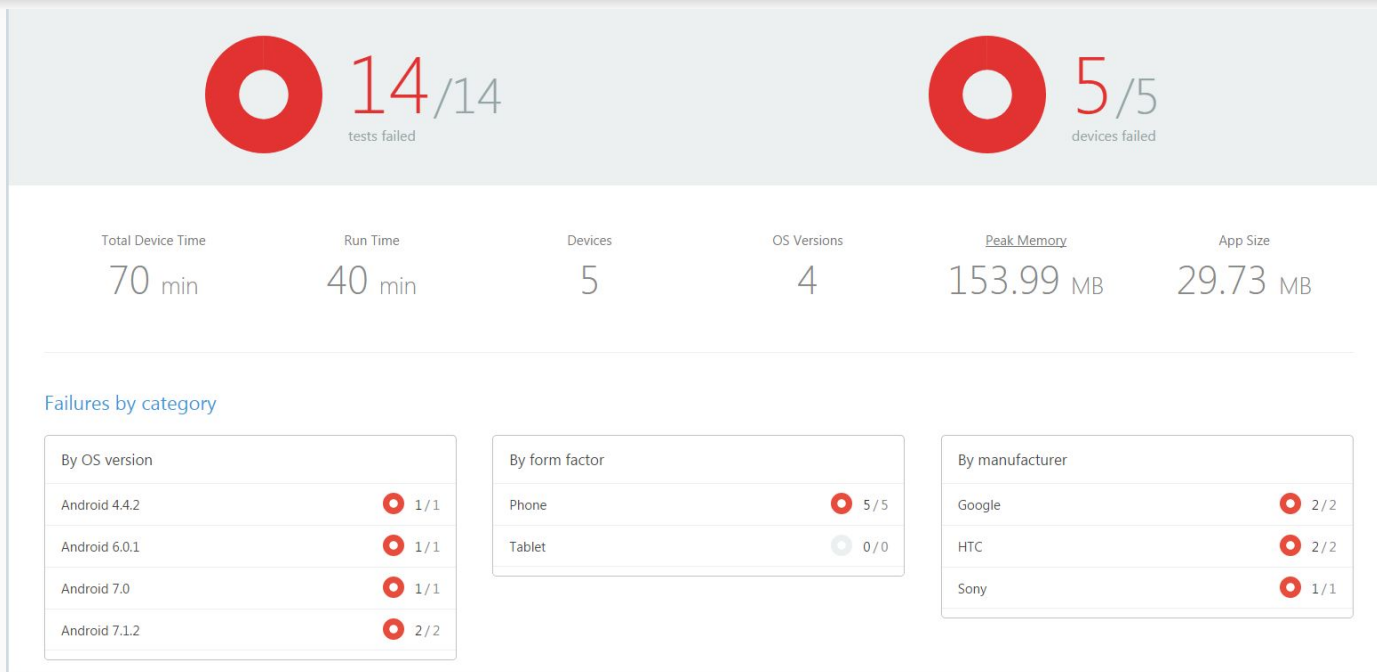 14/14
tests failed
5/5
devices failed
Total Device Time
70 min
Run Time
40 min
Devices
5
OS Versions
4
Peak Memory
153.99 MB
App Size
29.73 MB
Failures by category
By OS version
Android 4.4.2 1/1
Android 6.0.1 1/1
Android 7.0 1/1
Android 7.1.2 2/2
By form factor
Phone 5/5
Tablet 0/0
By manufacturer
Google 2/2
HTC 2/2
Sony 1/1